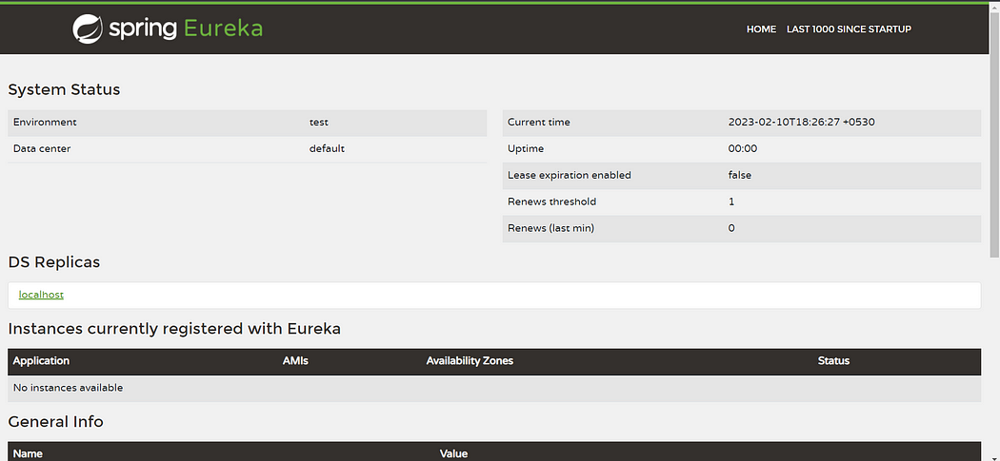 spring Eureka
HOME LAST 1000 SINCE STARTUP
System Status
Environment test
Data center default
Current time 2023-02-10T18:26:27 +0530
Uptime 00:00
Lease expiration enabled false
Renews threshold 1
Renews (last min) 0
DS Replicas
localhost
Instances currently registered with Eureka
Application AMIs Availability Zones Status
No instances available
General Info
Name Value